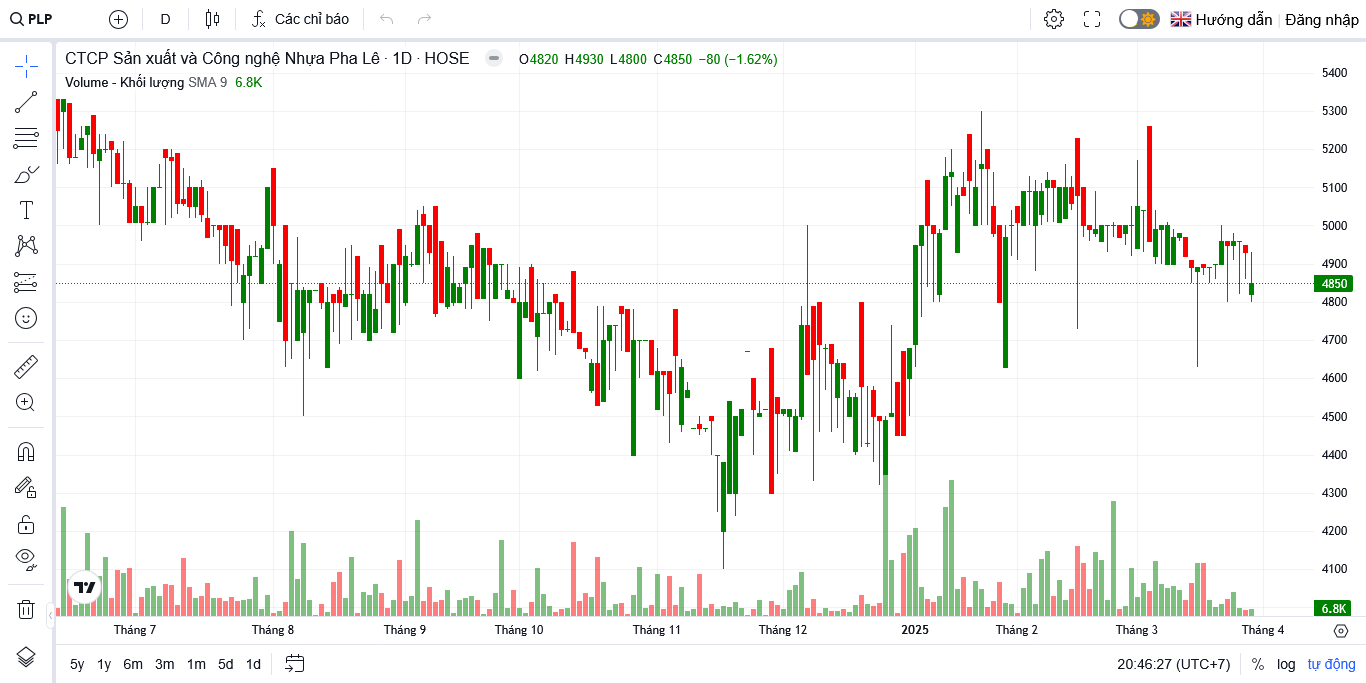 PLP D Các chỉ báo Hướng dẫn Đăng nhập
CTCP Sản xuất và Công nghệ Nhựa Pha Lê · 1D · HOSE O4820 H4930 L4800 C4850 −80 (−1.62%)
Volume - Khối lượng SMA 9 6.8K
5400
5300
5200
5100
5000
4900
4850
4800
4700
4600
4500
4400
4300
4200
4100
6.8K
Tháng 7 Tháng 8 Tháng 9 Tháng 10 Tháng 11 Tháng 12 2025 Tháng 2 Tháng 3 Tháng 4
5y 1y 6m 3m 1m 5d 1d 20:46:27 (UTC+7) % log tự động